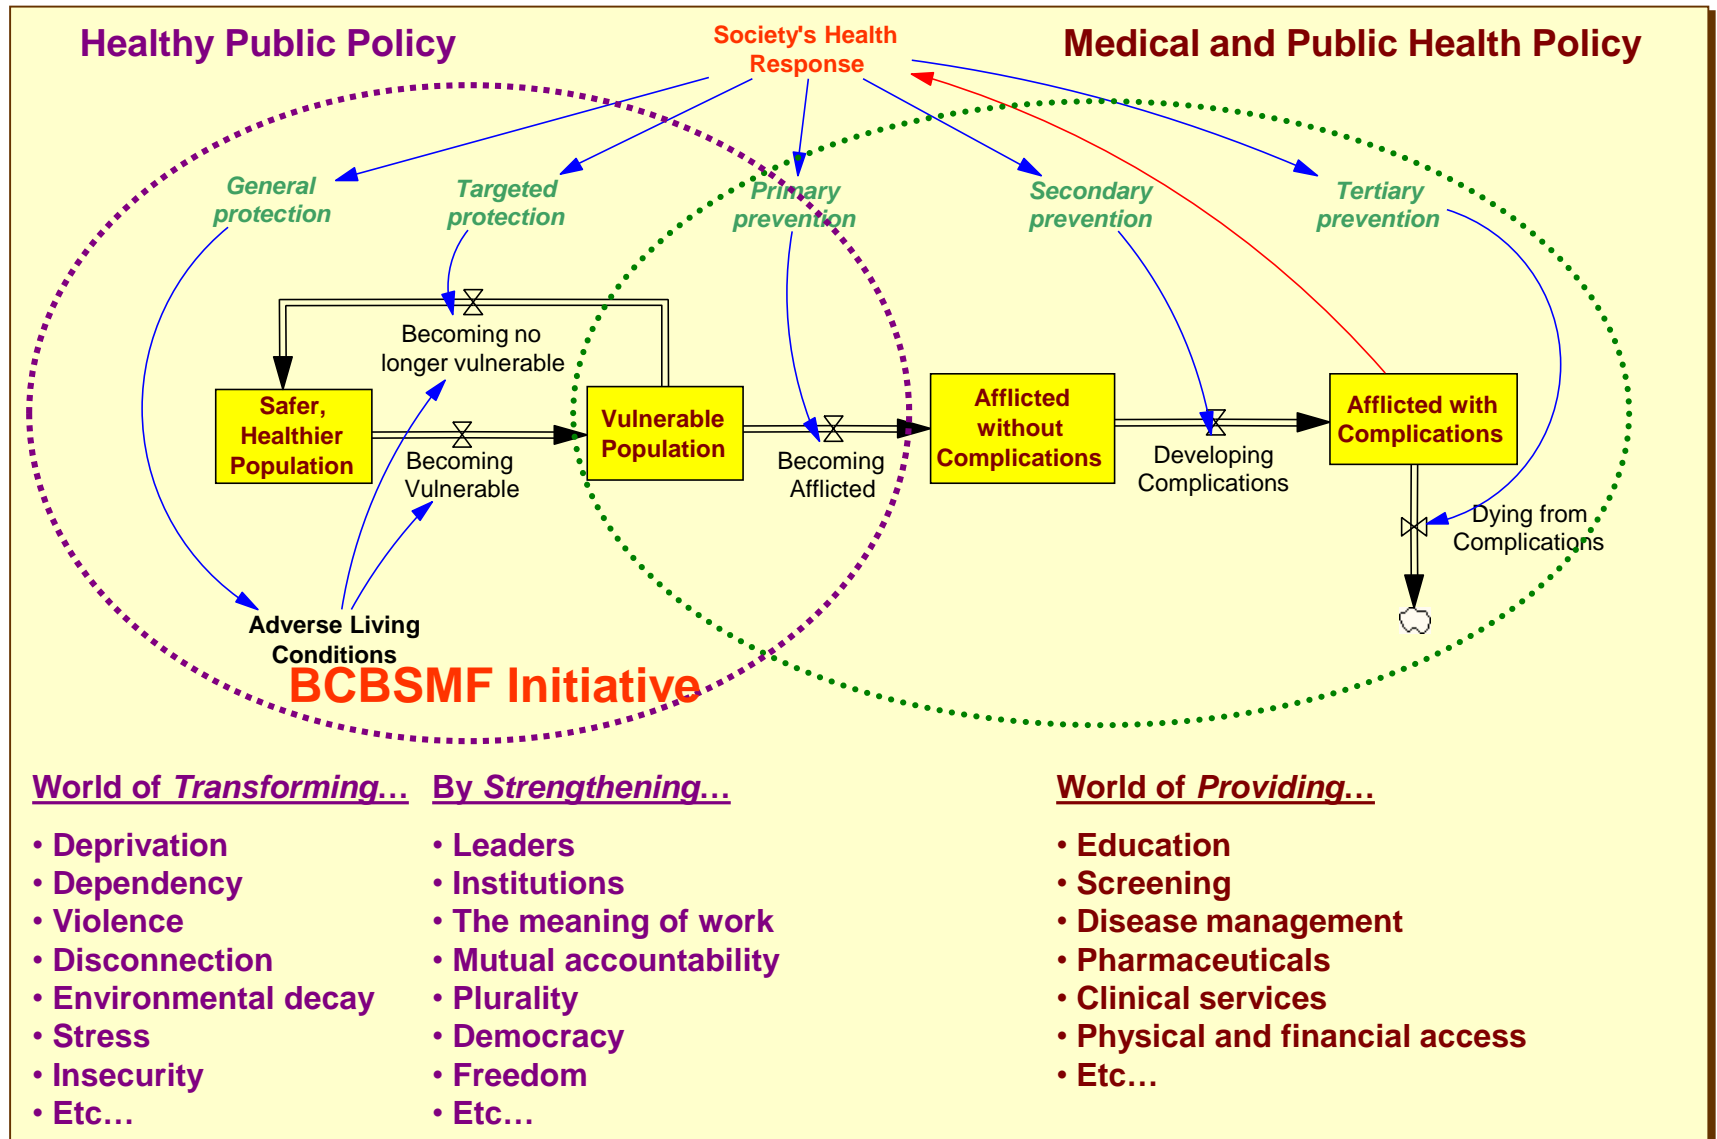 Healthy Public Policy
Society's Health
Response
Medical and Public Health Policy
General
protection
Targeted
protection
Primary
prevention
Secondary
prevention
Tertiary
prevention
Becoming no
longer vulnerable
Safer,
Healthier
Population
Becoming
Vulnerable
Vulnerable
Population
Becoming
Afflicted
Afflicted
without
Complications
Developing
Complications
Afflicted with
Complications
Dying from
Complications
Adverse Living
Conditions
BCBSMF Initiative
World of Transforming…
• Deprivation
• Dependency
• Violence
• Disconnection
• Environmental decay
• Stress
• Insecurity
• Etc…
By Strengthening…
• Leaders
• Institutions
• The meaning of work
• Mutual accountability
• Plurality
• Democracy
• Freedom
• Etc…
World of Providing…
• Education
• Screening
• Disease management
• Pharmaceuticals
• Clinical services
• Physical and financial access
• Etc…